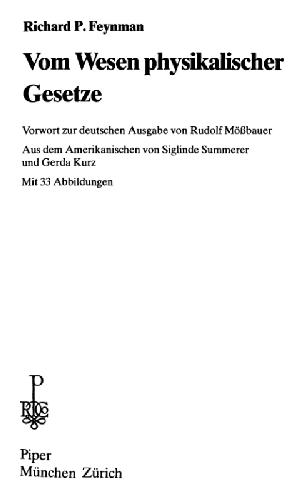 Richard P. Feynman
Vom Wesen physikalischer
Gesetze
Vorwort zur deutschen Ausgabe von Rudolf Mößbauer
Aus dem Amerikanischen von Siglinde Summerer
und Gerda Kurz
Mit 33 Abbildungen
Piper
München Zürich